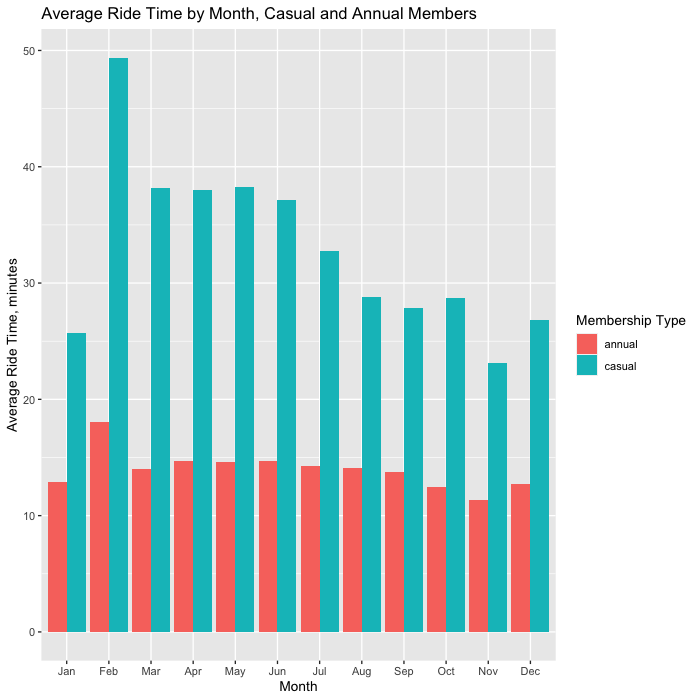 Average Ride Time by Month, Casual and Annual Members
Average Ride Time, minutes
50
40
30
20
10
0
Jan Feb Mar Apr May Jun Jul Aug Sep Oct Nov Dec
Month
Membership Type
annual
casual